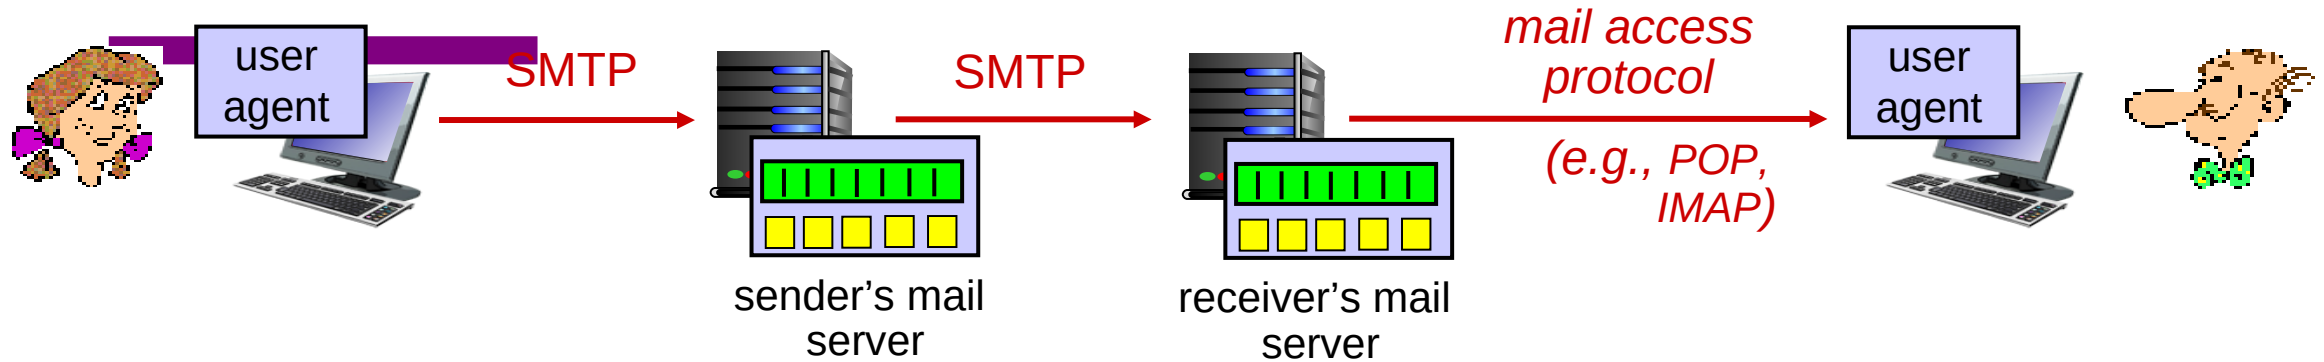 user
agent
SMTP
sender’s mail
server
SMTP
receiver’s mail
server
mail access
protocol
(e.g., POP,
IMAP)
user
agent